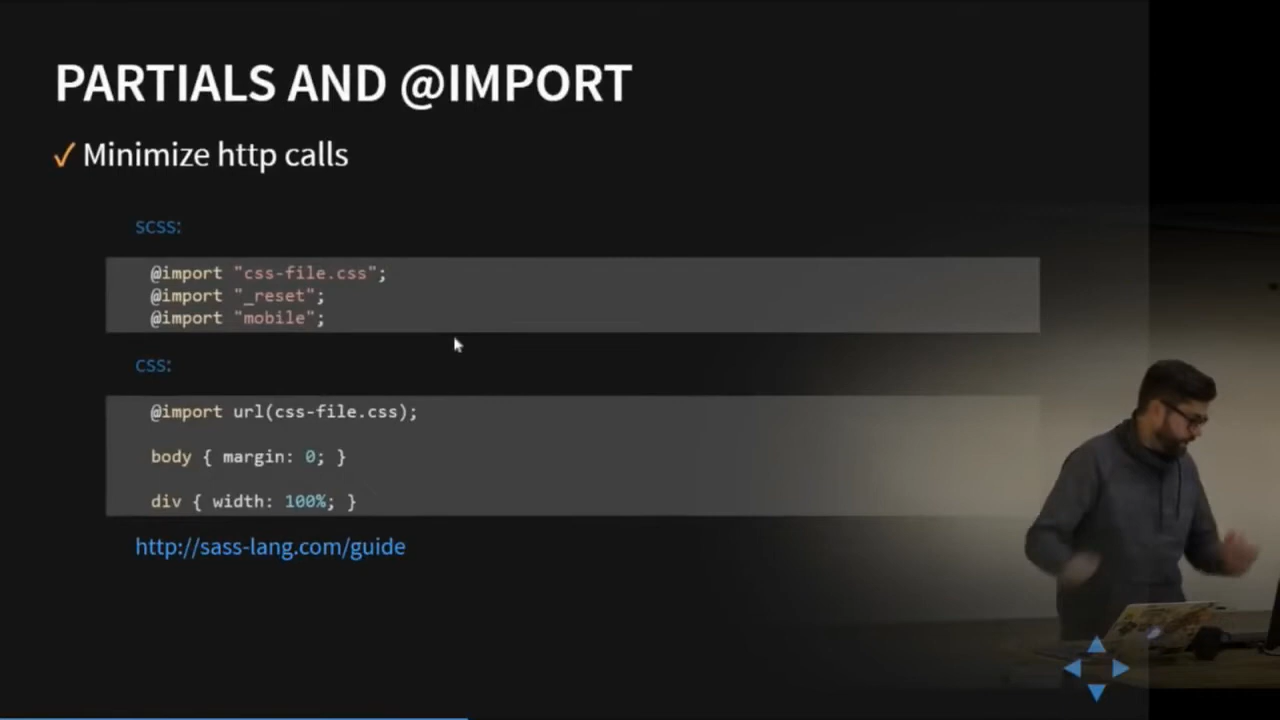 PARTIALS AND @IMPORT
✓ Minimize http calls
scss:
@import "css-file.css";
@import "_reset";
@import "mobile";
css:
@import url(css-file.css);
body { margin: 0; }
div { width: 100%; }
http://sass-lang.com/guide